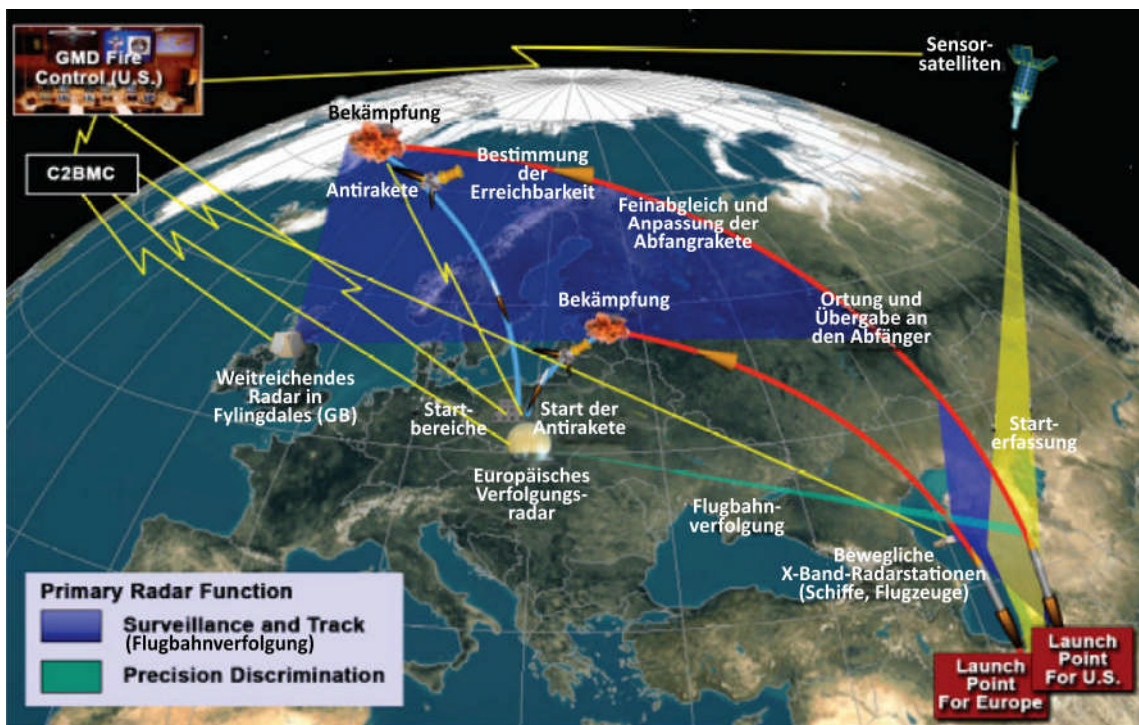 GMD Fire
Control (U.S.)
C2BMC
Sensor-
satelliten
Bekämpfung
Antirakete
Bestimmung
der
Erreichbarkeit
Feinabgleich und
Anpassung der
Abfangrakete
Bekämpfung
Ortung und
Übergabe an
den Abfänger
Weitreichendes
Radar in
Fylingdales (GB)
Start-
bereiche
Start der
Antirakete
Start-
erfassung
Europäisches
Verfolgungs-
radar
Flugbahn-
verfolgung
Bewegliche
X-Band-Radarstationen
(Schiffe, Flugzeuge)
Primary Radar Function
Surveillance and Track
(Flugbahnverfolgung)
Precision Discrimination
Launch
Point
For Europe
Launch
Point
For U.S.